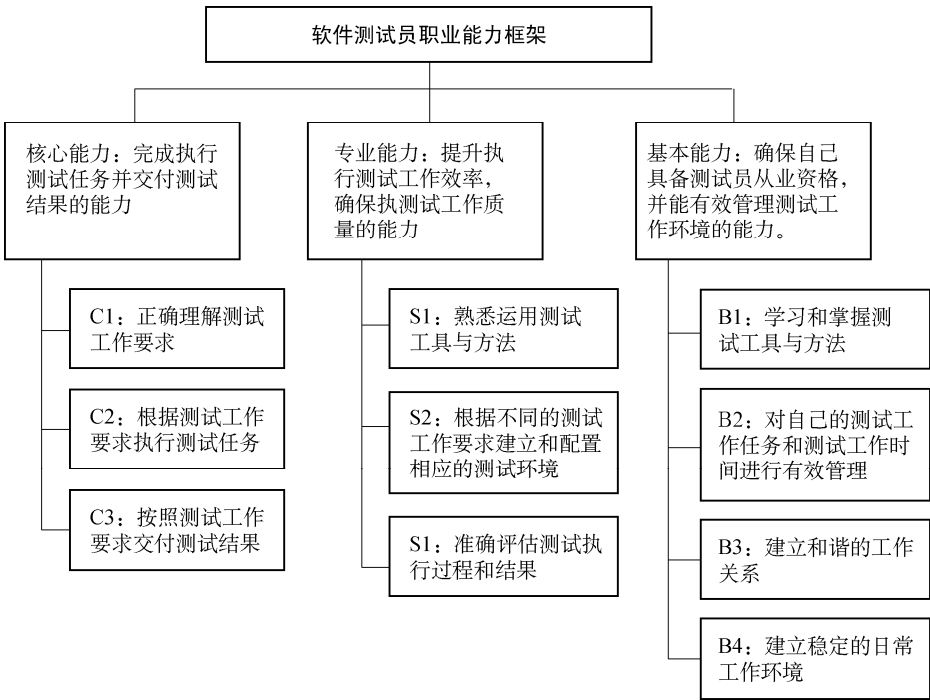 软件测试员职业能力框架
核心能力：完成执行
测试任务并交付测试
结果的能力
C1：正确理解测试
工作要求
C2：根据测试工作
要求执行测试任务
C3：按照测试工作
要求交付测试结果
专业能力：提升执
行测试工作效率，
确保执测试工作质
量的能力
S1：熟悉运用测试
工具与方法
S2：根据不同的测试
工作要求建立和配置
相应的测试环境
S1：准确评估测试执
行过程和结果
基本能力：确保自己
具备测试员从业资格，
并能有效管理测试工
作环境的能力。
B1：学习和掌握测
试工具与方法
B2：对自己的测试工
作任务和测试工作时
间进行有效管理
B3：建立和谐的工作
关系
B4：建立稳定的日常
工作环境